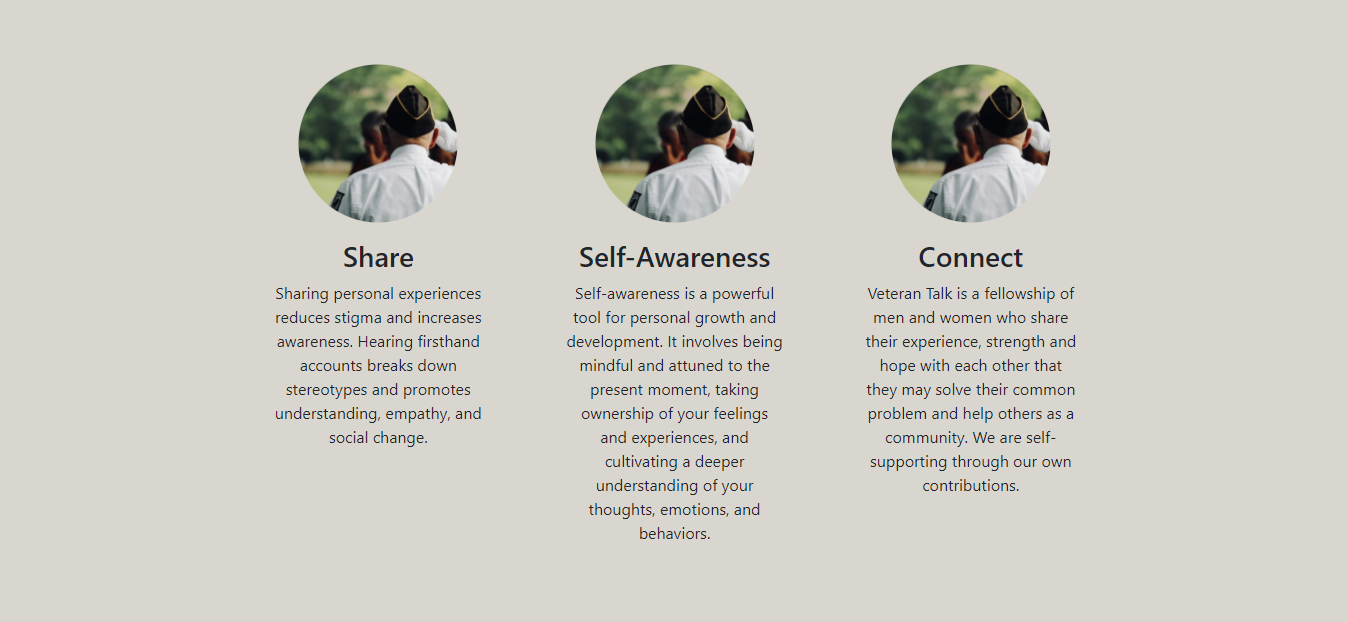 Share
Sharing personal experiences
reduces stigma and increases
awareness. Hearing firsthand
accounts breaks down
stereotypes and promotes
understanding, empathy, and
social change.
Self-Awareness
Self-awareness is a powerful
tool for personal growth and
development. It involves being
mindful and attuned to the
present moment, taking
ownership of your feelings
and experiences, and
cultivating a deeper
understanding of your
thoughts, emotions, and
behaviors.
Connect
Veteran Talk is a fellowship of
men and women who share
their experience, strength and
hope with each other that
they may solve their common
problem and help others as a
community. We are self-
supporting through our own
contributions.